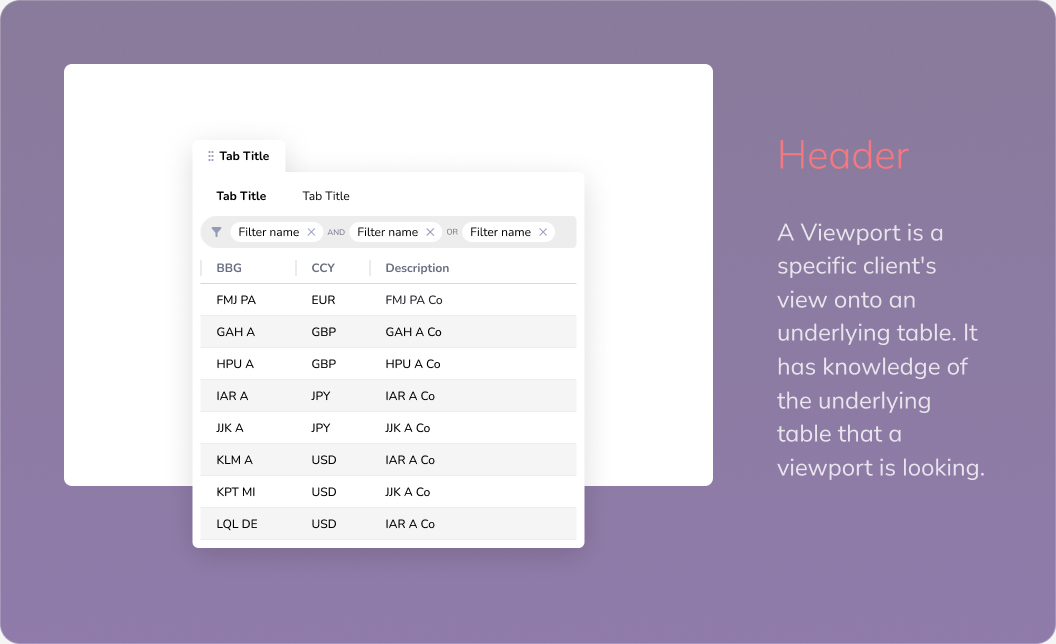 Tab Title
Tab Title Tab Title
Filter name AND Filter name OR Filter name
BBG CCY Description
FMJ PA EUR FMJ PA Co
GAH A GBP GAH A Co
HPU A GBP HPU A Co
IAR A JPY IAR A Co
JJK A JPY JJK A Co
KLM A USD IAR A Co
KPT MI USD JJK A Co
LQL DE USD IAR A Co
Header
A Viewport is a
specific client's
view onto an
underlying table. It
has knowledge of
the underlying
table that a
viewport is looking.